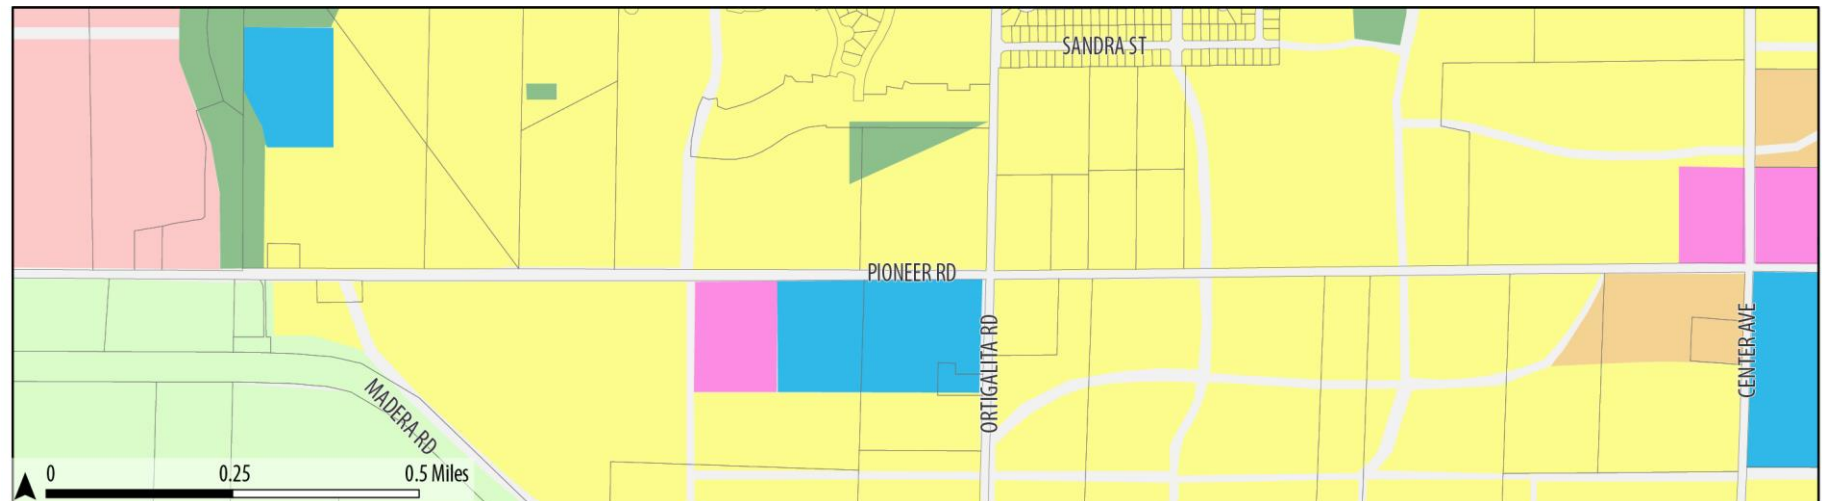 SANDRA ST
PIONEER RD
ORTIGALITA RD
CENTER AVE
MADERA RD
0 0.25 0.5 Miles